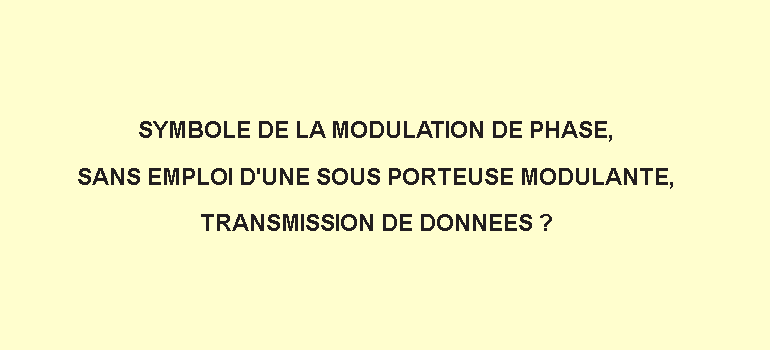 SYMBOLE DE LA MODULATION DE PHASE,
SANS EMPLOI D'UNE SOUS PORTEUSE MODULANTE,
TRANSMISSION DE DONNEES ?